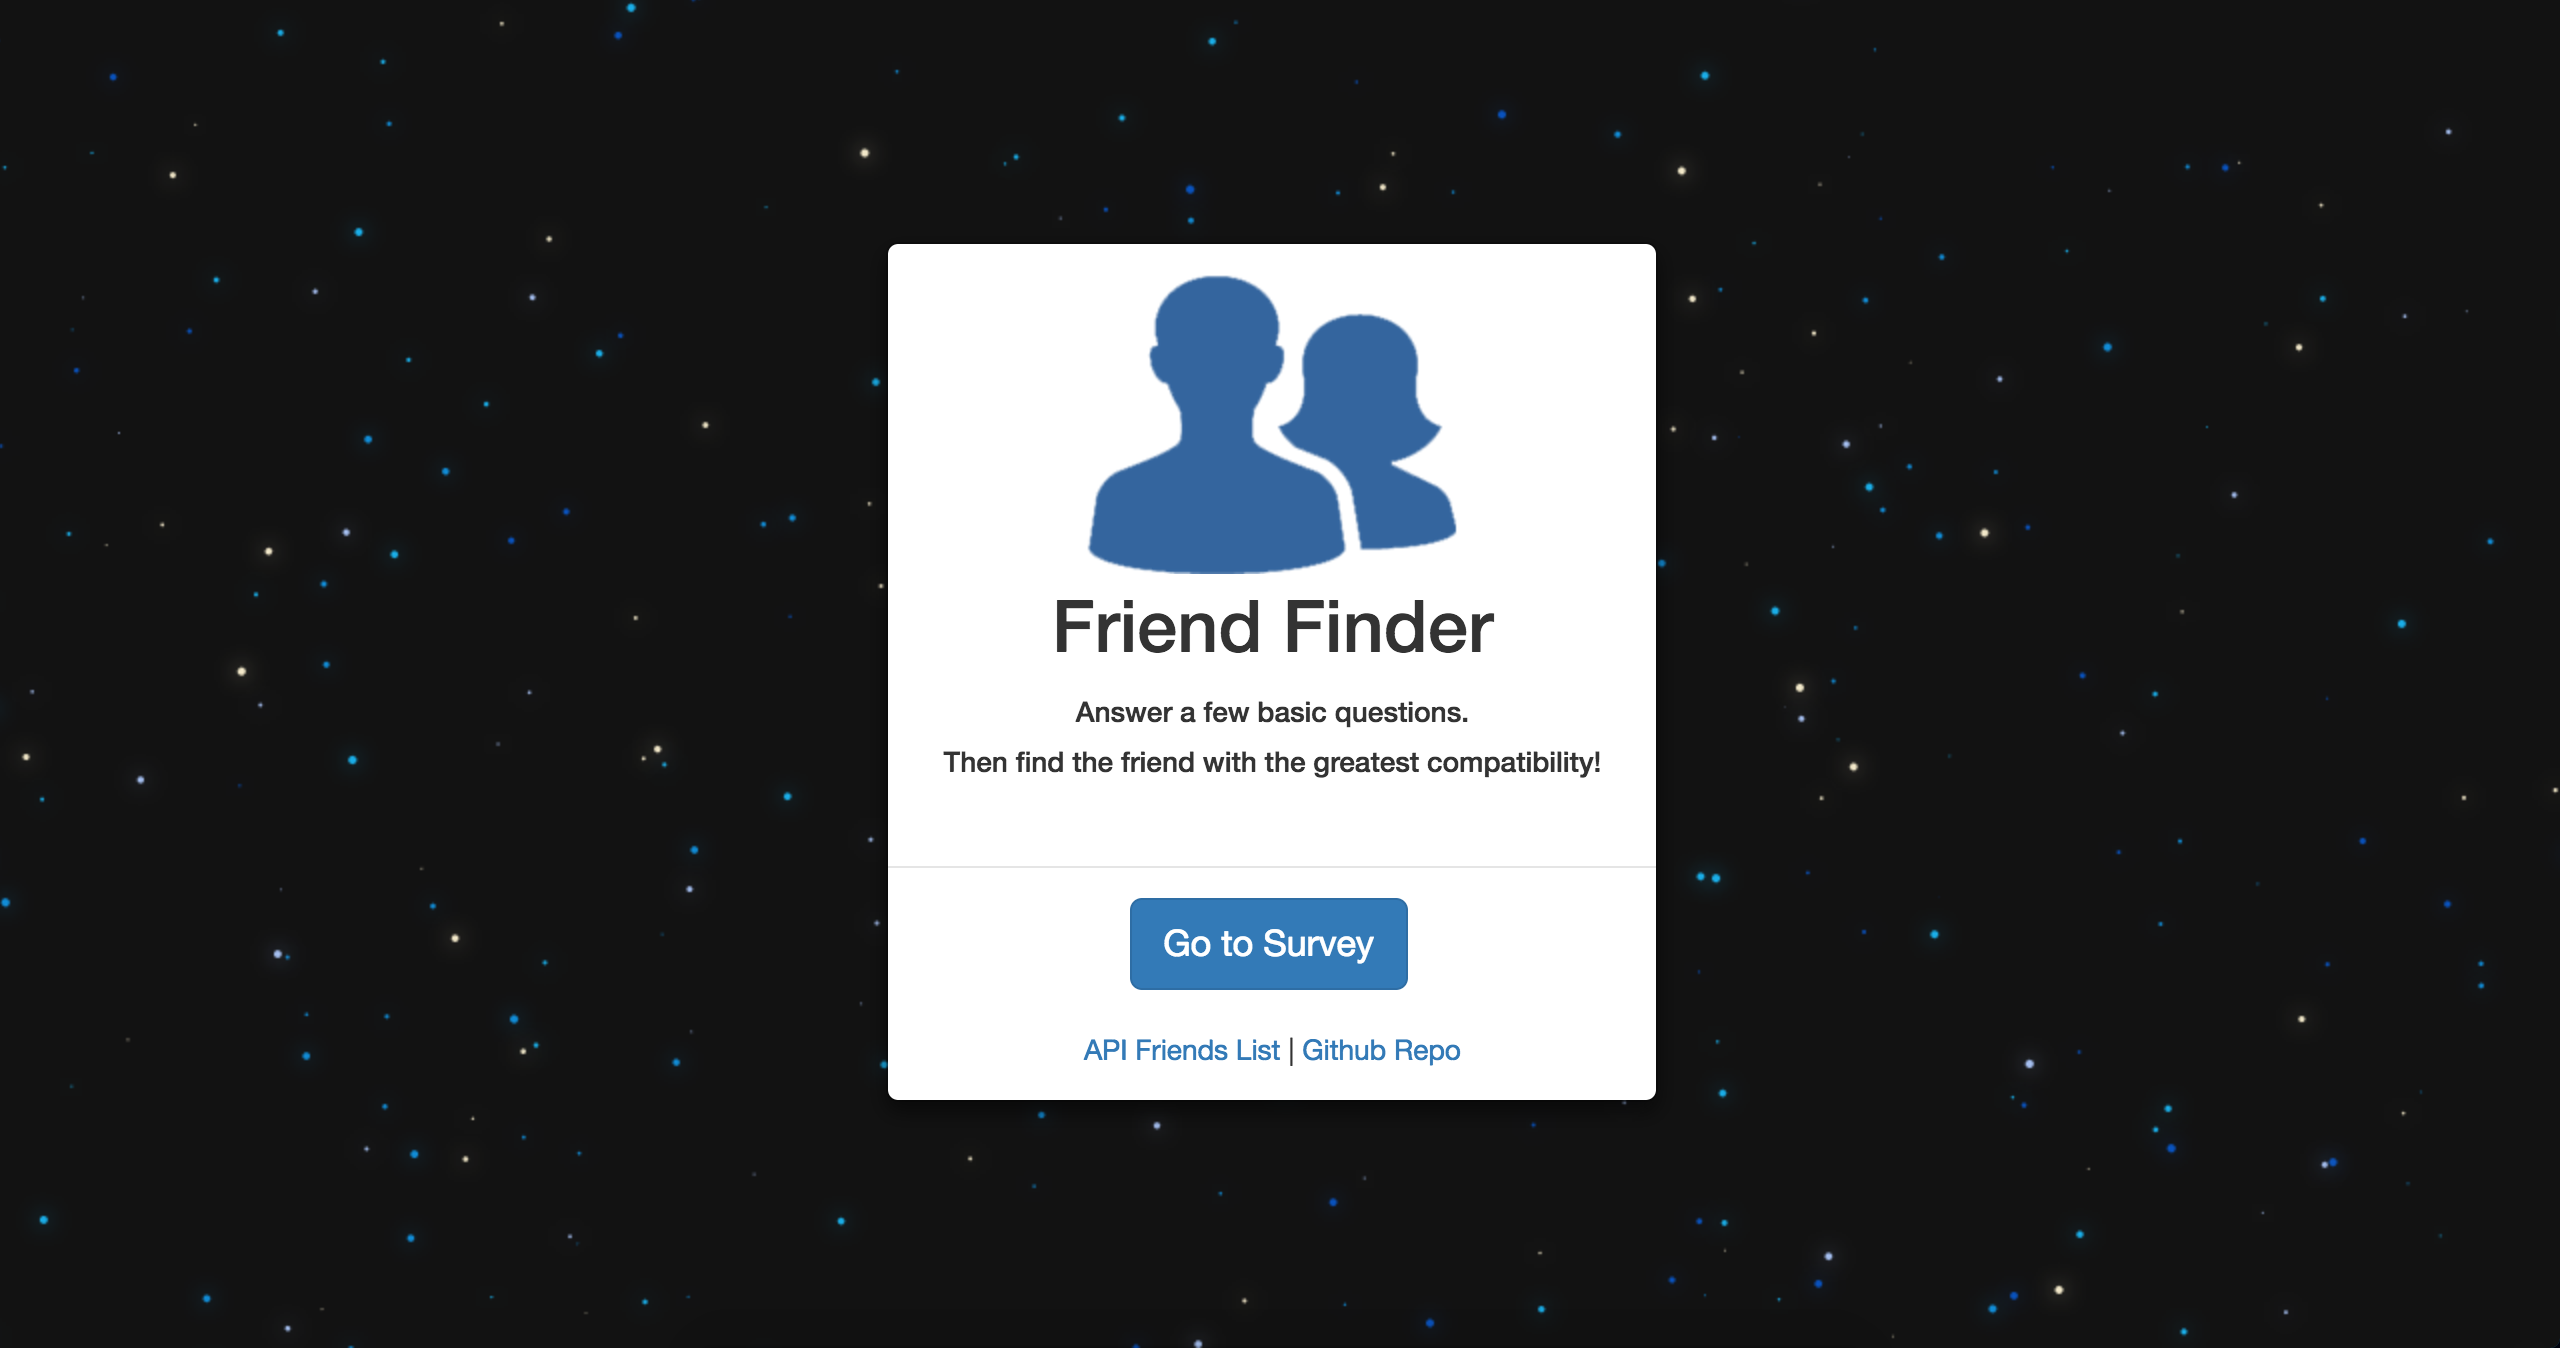 Friend Finder
Answer a few basic questions.
Then find the friend with the greatest compatibility!
Go to Survey
API Friends List | Github Repo